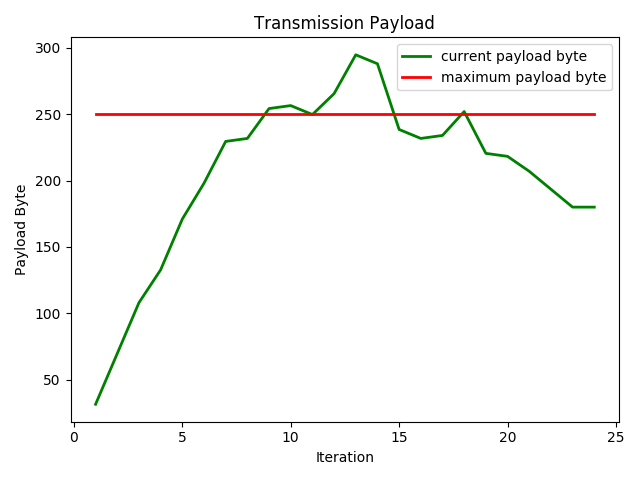 Transmission Payload
current payload byte
maximum payload byte
300
250
200
150
100
50
Payload Byte
0 5 10 15 20 25
Iteration